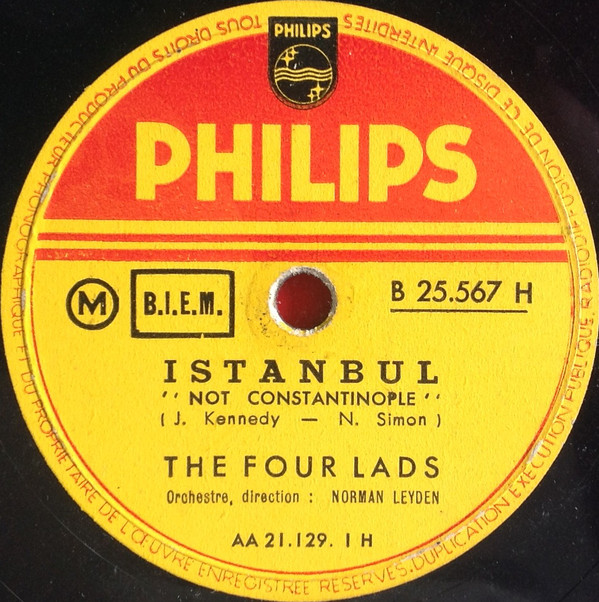 PHILIPS
PHILIPS
M B.I.E.M.
B 25.567 H
ISTANBUL
'' NOT CONSTANTINOPLE ''
( J. Kennedy — N. Simon )
THE FOUR LADS
Orchestre, direction : NORMAN LEYDEN
AA 21.129. 1 H
TOUS DROITS DU PRODUCTEUR PHONOGRAPHIQUE ET DU PROPRIETAIRE DE L'ŒUVRE ENREGISTREE RESERVES. DUPLICATION EXECUTION PUBLIQUE. RADIODIFFUSION DE CE DISQUE INTERDITES